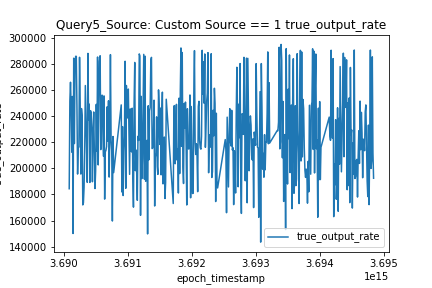 Query5_Source: Custom Source == 1 true_output_rate
300000
280000
260000
240000
220000
200000
180000
160000
140000
true_output_rate
3.690 3.691 3.692 3.693 3.694 3.695
1e15
epoch_timestamp